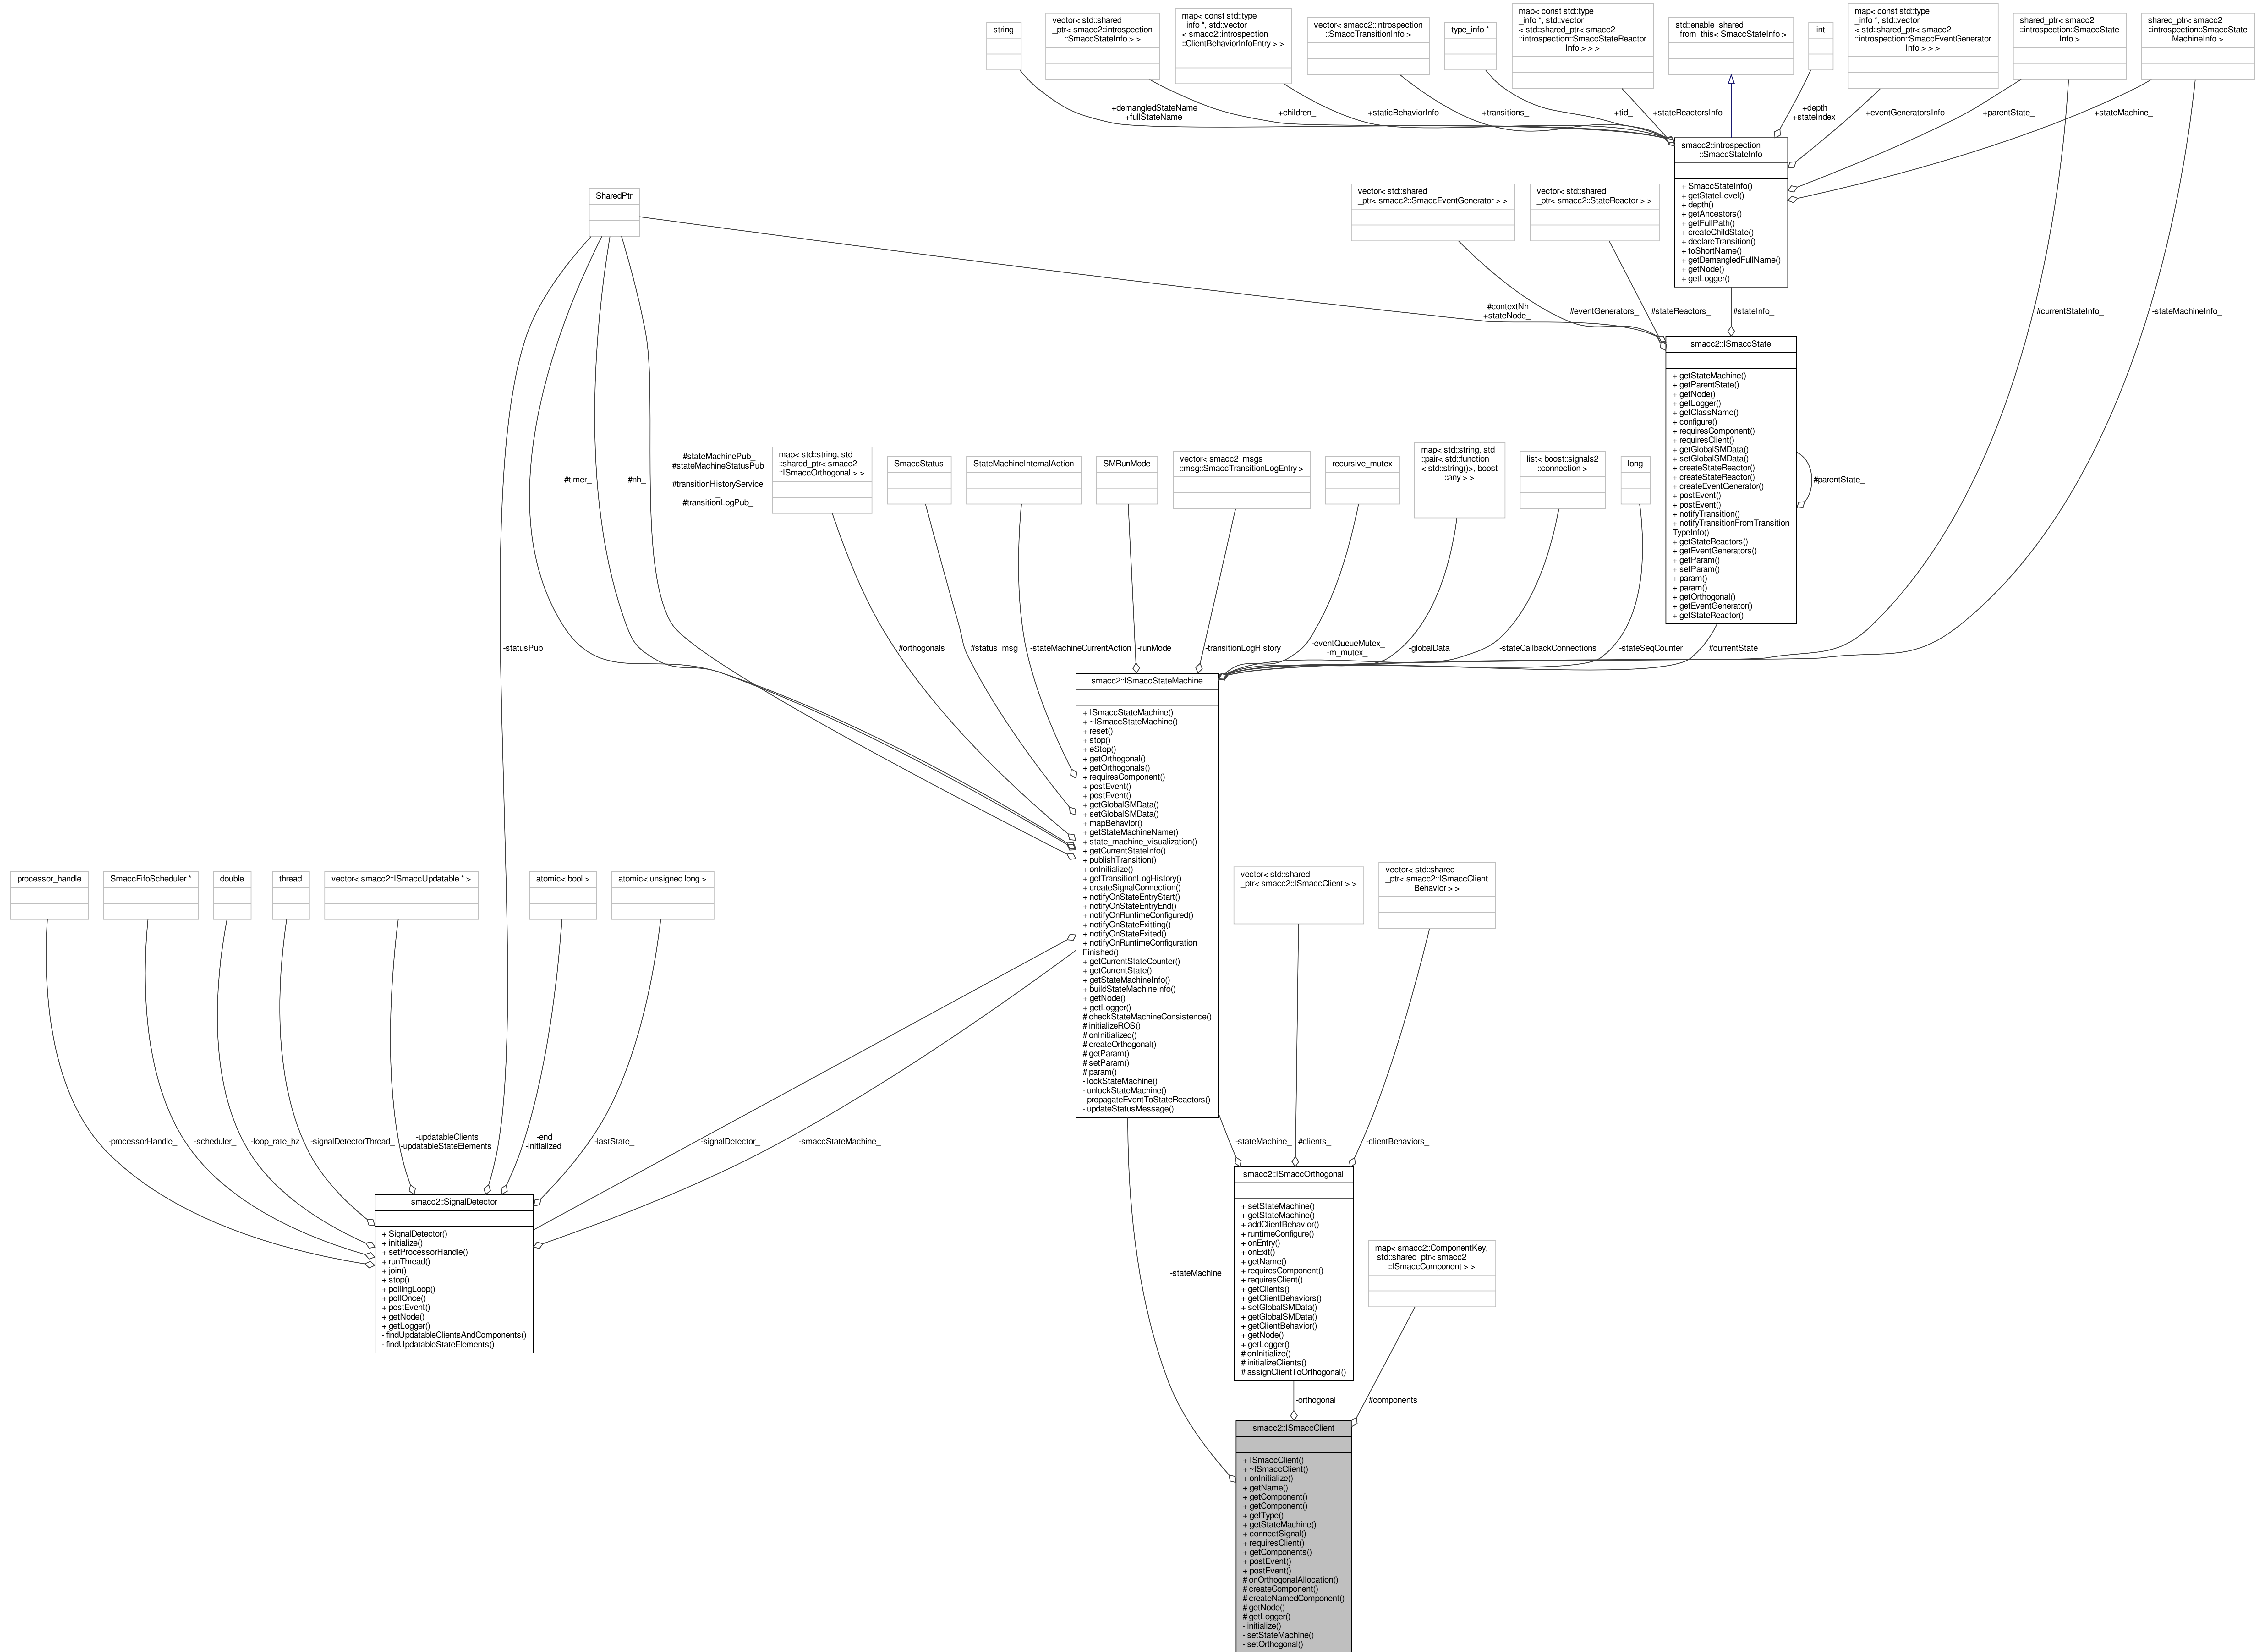 string
vector< std::shared
_ptr< smacc2::introspection
::SmaccStateInfo > >
map< const std::type
_info *, std::vector
< smacc2::introspection
::ClientBehaviorInfoEntry > >
vector< smacc2::introspection
::SmaccTransitionInfo >
type_info *
map< const std::type
_info *, std::vector
< std::shared_ptr< smacc2
::introspection::SmaccStateReactor
Info > > >
std::enable_shared
_from_this< SmaccStateInfo >
int
map< const std::type
_info *, std::vector
< std::shared_ptr< smacc2
::introspection::SmaccEventGenerator
Info > > >
shared_ptr< smacc2
::introspection::SmaccState
Info >
shared_ptr< smacc2
::introspection::SmaccState
MachineInfo >
+demangledStateName
+fullStateName
+children_
+staticBehaviorInfo
+transitions_
+tid_
+stateReactorsInfo
+depth_
+stateIndex_
+eventGeneratorsInfo
+parentState_
+stateMachine_
smacc2::introspection
::SmaccStateInfo
+ SmaccStateInfo()
+ getStateLevel()
+ depth()
+ getAncestors()
+ getFullPath()
+ createChildState()
+ declareTransition()
+ toShortName()
+ getDemangledFullName()
+ getNode()
+ getLogger()
SharedPtr
vector< std::shared
_ptr< smacc2::SmaccEventGenerator > >
vector< std::shared
_ptr< smacc2::StateReactor > >
#contextNh
+stateNode_
#eventGenerators_
#stateReactors_
#stateInfo_
#currentStateInfo_
-stateMachineInfo_
smacc2::ISmaccState
+ getStateMachine()
+ getParentState()
+ getNode()
+ getLogger()
+ getClassName()
+ configure()
+ requiresComponent()
+ requiresClient()
+ getGlobalSMData()
+ setGlobalSMData()
+ createStateReactor()
+ createStateReactor()
+ createEventGenerator()
+ postEvent()
+ postEvent()
+ notifyTransition()
+ notifyTransitionFromTransition
TypeInfo()
+ getStateReactors()
+ getEventGenerators()
+ getParam()
+ setParam()
+ param()
+ param()
+ getOrthogonal()
+ getEventGenerator()
+ getStateReactor()
#parentState_
#timer_
#nh_
#stateMachinePub_
#stateMachineStatusPub
_
#transitionHistoryService
_
#transitionLogPub_
map< std::string, std
::shared_ptr< smacc2
::ISmaccOrthogonal > >
SmaccStatus
StateMachineInternalAction
SMRunMode
vector< smacc2_msgs
::msg::SmaccTransitionLogEntry >
recursive_mutex
map< std::string, std
::pair< std::function
< std::string()>, boost
::any > >
list< boost::signals2
::connection >
long
-statusPub_
#orthogonals_
#status_msg_
-stateMachineCurrentAction
-runMode_
-transitionLogHistory_
-eventQueueMutex_
-m_mutex_
-globalData_
-stateCallbackConnections
-stateSeqCounter_
#currentState_
smacc2::ISmaccStateMachine
+ ISmaccStateMachine()
+ ~ISmaccStateMachine()
+ reset()
+ stop()
+ eStop()
+ getOrthogonal()
+ getOrthogonals()
+ requiresComponent()
+ postEvent()
+ postEvent()
+ getGlobalSMData()
+ setGlobalSMData()
+ mapBehavior()
+ getStateMachineName()
+ state_machine_visualization()
+ getCurrentStateInfo()
+ publishTransition()
+ onInitialize()
+ getTransitionLogHistory()
+ createSignalConnection()
+ notifyOnStateEntryStart()
+ notifyOnStateEntryEnd()
+ notifyOnRuntimeConfigured()
+ notifyOnStateExitting()
+ notifyOnStateExited()
+ notifyOnRuntimeConfiguration
Finished()
+ getCurrentStateCounter()
+ getCurrentState()
+ getStateMachineInfo()
+ buildStateMachineInfo()
+ getNode()
+ getLogger()
# checkStateMachineConsistence()
# initializeROS()
# onInitialized()
# createOrthogonal()
# getParam()
# setParam()
# param()
- lockStateMachine()
- unlockStateMachine()
- propagateEventToStateReactors()
- updateStatusMessage()
processor_handle
SmaccFifoScheduler *
double
thread
vector< smacc2::ISmaccUpdatable * >
atomic< bool >
atomic< unsigned long >
vector< std::shared
_ptr< smacc2::ISmaccClient > >
vector< std::shared
_ptr< smacc2::ISmaccClient
Behavior > >
-processorHandle_
-scheduler_
-loop_rate_hz
-signalDetectorThread_
-updatableClients_
-updatableStateElements_
-end_
-initialized_
-lastState_
-signalDetector_
-smaccStateMachine_
-stateMachine_
#clients_
-clientBehaviors_
smacc2::SignalDetector
+ SignalDetector()
+ initialize()
+ setProcessorHandle()
+ runThread()
+ join()
+ stop()
+ pollingLoop()
+ pollOnce()
+ postEvent()
+ getNode()
+ getLogger()
- findUpdatableClientsAndComponents()
- findUpdatableStateElements()
smacc2::ISmaccOrthogonal
+ setStateMachine()
+ getStateMachine()
+ addClientBehavior()
+ runtimeConfigure()
+ onEntry()
+ onExit()
+ getName()
+ requiresComponent()
+ requiresClient()
+ getClients()
+ getClientBehaviors()
+ setGlobalSMData()
+ getGlobalSMData()
+ getClientBehavior()
+ getNode()
+ getLogger()
# onInitialize()
# initializeClients()
# assignClientToOrthogonal()
map< smacc2::ComponentKey,
std::shared_ptr< smacc2
::ISmaccComponent > >
-stateMachine_
-orthogonal_
#components_
smacc2::ISmaccClient
+ ISmaccClient()
+ ~ISmaccClient()
+ onInitialize()
+ getName()
+ getComponent()
+ getComponent()
+ getType()
+ getStateMachine()
+ connectSignal()
+ requiresClient()
+ getComponents()
+ postEvent()
+ postEvent()
# onOrthogonalAllocation()
# createComponent()
# createNamedComponent()
# getNode()
# getLogger()
- initialize()
- setStateMachine()
- setOrthogonal()